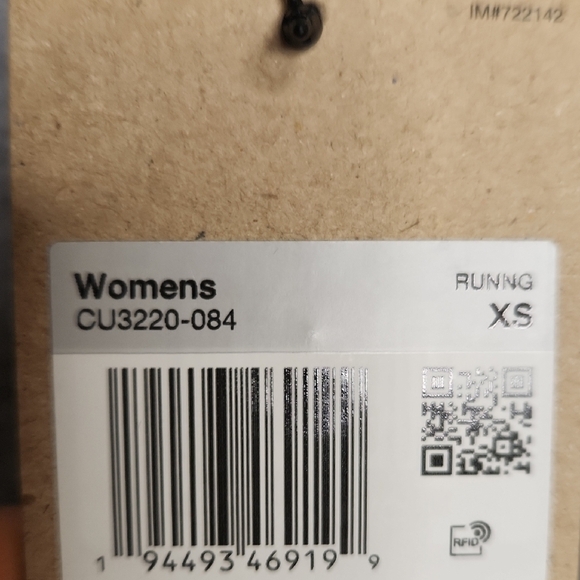 IM#722142
Womens
RUNNG
CU3220-084
XS
RFID
1 94493 46919 9